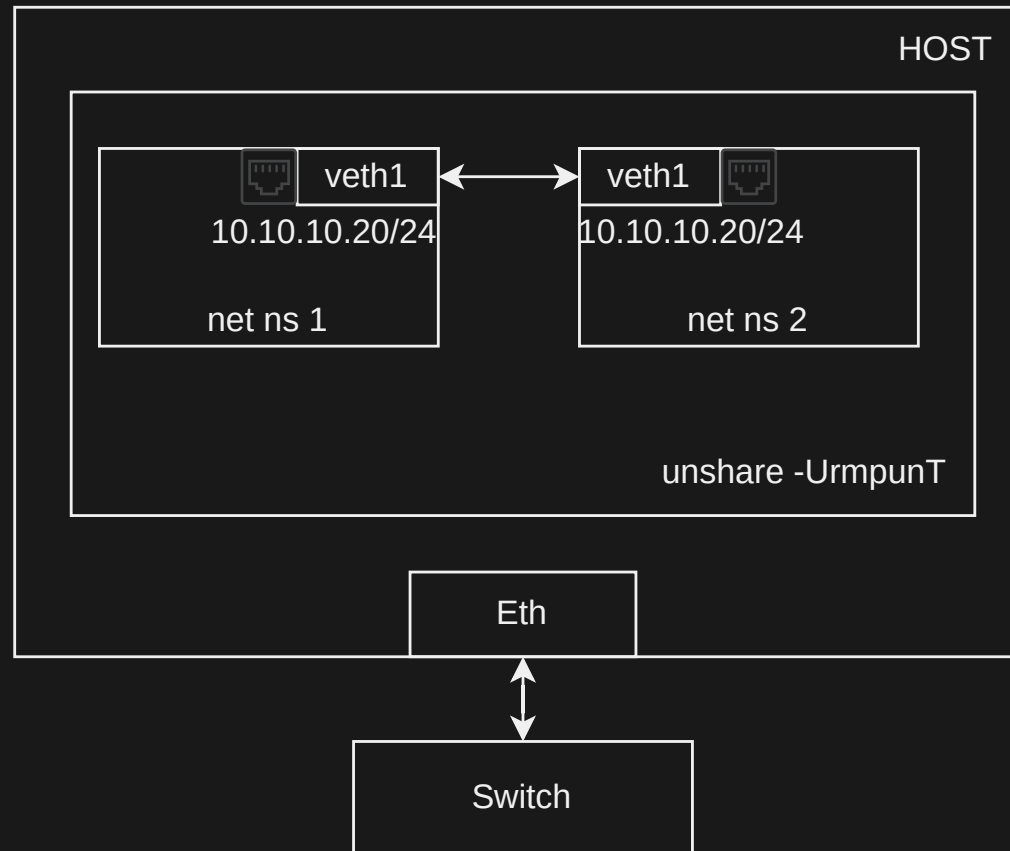 HOST
veth1
veth1
10.10.10.20/24
10.10.10.20/24
net ns 1
net ns 2
unshare -UrmpunT
Eth
Switch